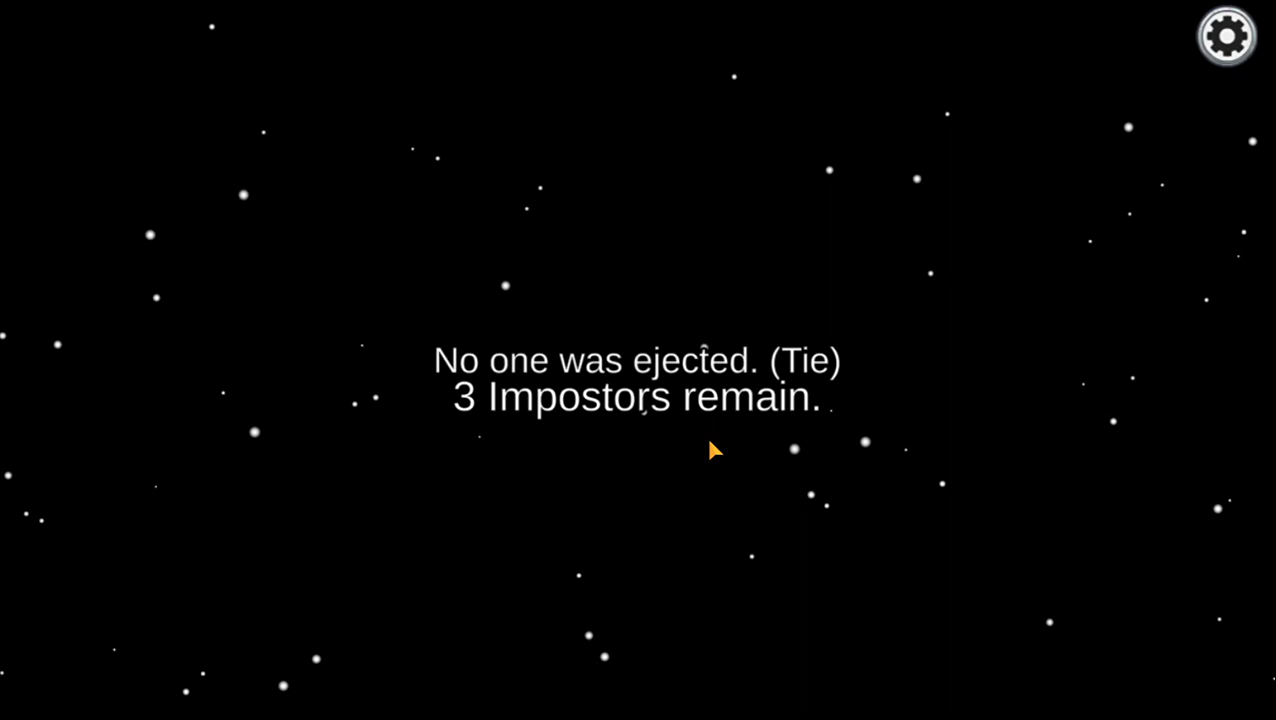 No one was ejected. (Tie)
3 Impostors remain.